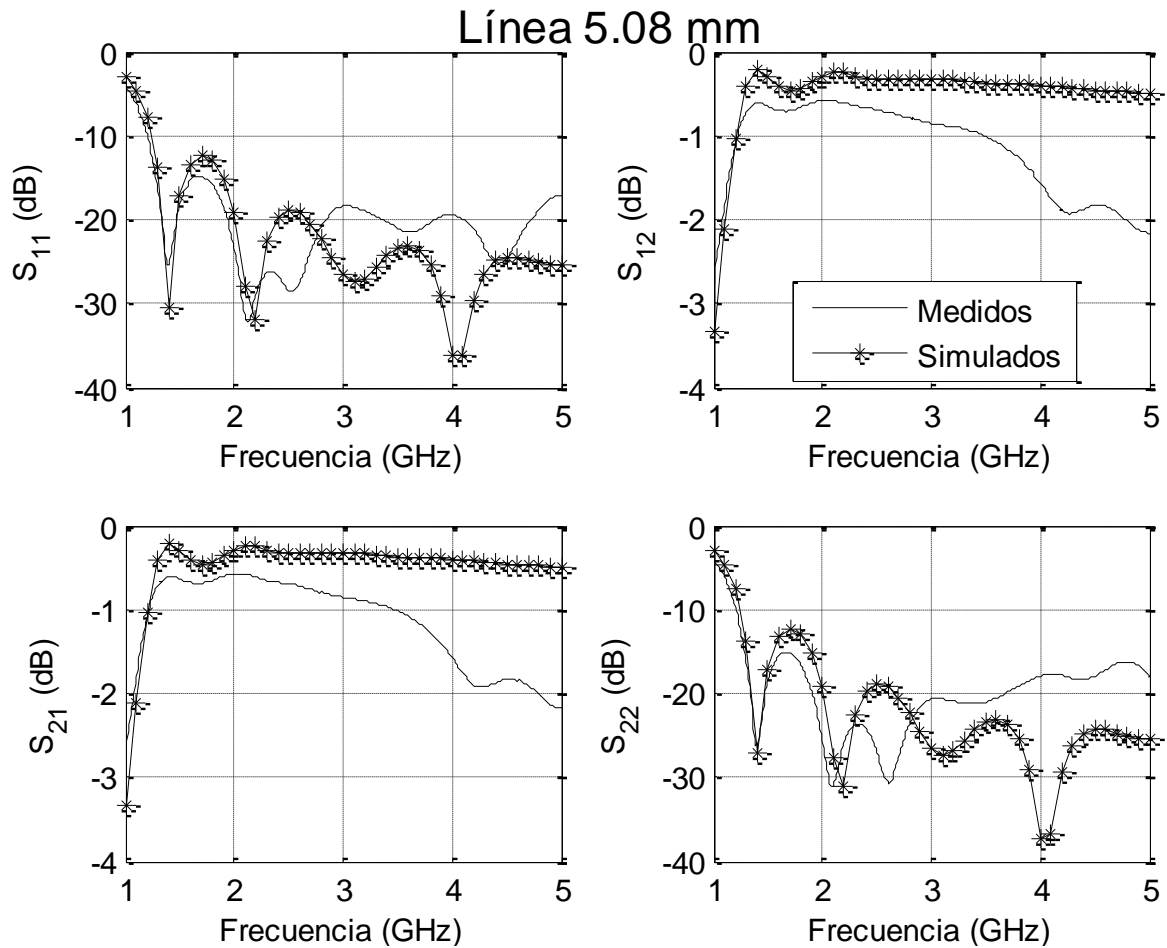 Línea 5.08 mm
0
-10
-20
-30
-40
1 2 3 4 5
S11 (dB)
Frecuencia (GHz)
0
-1
-2
-3
-4
1 2 3 4 5
S12 (dB)
Frecuencia (GHz)
Medidos
Simulados
0
-1
-2
-3
-4
1 2 3 4 5
S21 (dB)
Frecuencia (GHz)
0
-10
-20
-30
-40
1 2 3 4 5
S22 (dB)
Frecuencia (GHz)